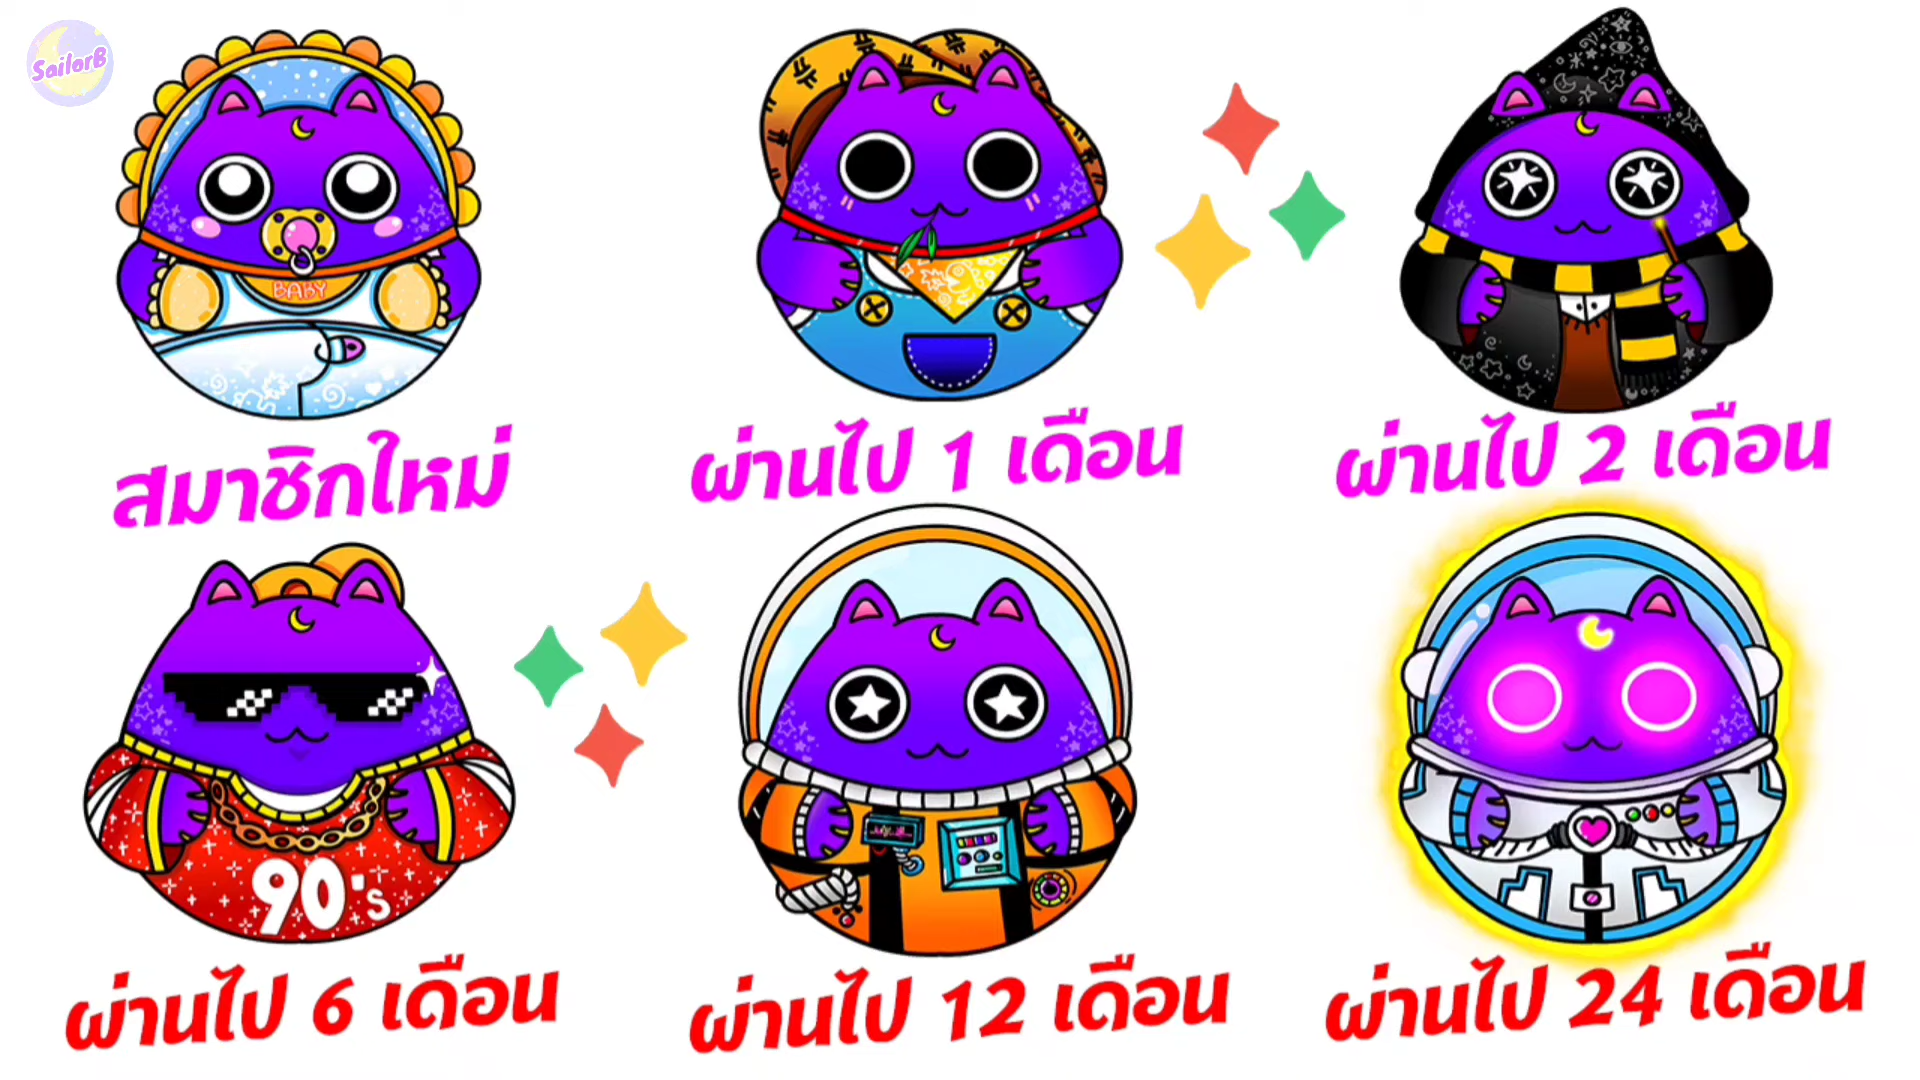 SailorB
BABY
สมาชิกใหม่
ผ่านไป 1 เดือน
ผ่านไป 2 เดือน
90's
ผ่านไป 6 เดือน
ผ่านไป 12 เดือน
ผ่านไป 24 เดือน